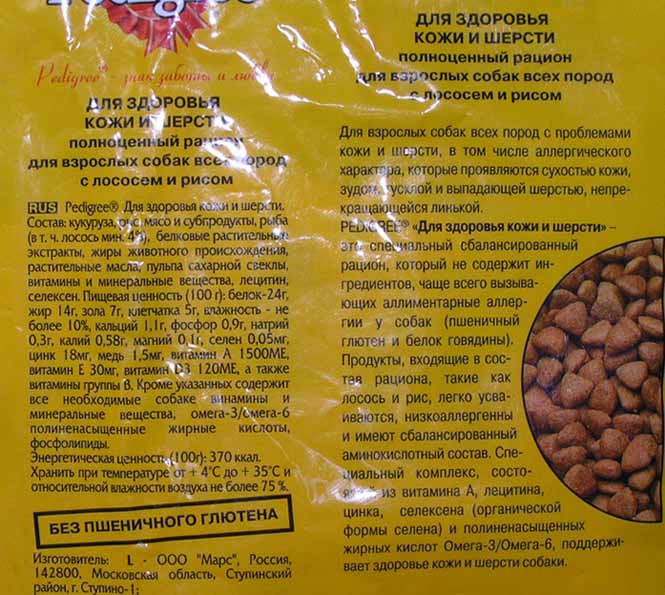 Pedigree® - знак заботы и любви
ДЛЯ ЗДОРОВЬЯ
КОЖИ И ШЕРСТИ
полноценный рацион
для взрослых собак всех пород
с лососем и рисом
RUS Pedigree® Для здоровья кожи и шерсти.
Состав: кукуруза, рис, мясо и субпродукты, рыба
(в т. ч. лосось мин. 4%), белковые растительные
экстракты, жиры животного происхождения,
растительные масла, пульпа сахарной свеклы,
витамины и минеральные вещества, лецитин,
селексен. Пищевая ценность (100 г): белок-24г,
жир 14г, зола 7г, клетчатка 5г, влажность - не
более 10%, кальций 1,1г, фосфор 0,9г, натрий
0,3г, калий 0,58г, магний 0,1г, селен 0,05мг,
цинк 18мг, медь 1,5мг, витамин А 1500МЕ,
витамин Е 30мг, витамин D3 120МЕ, а также
витамины группы В. Кроме указанных содержит
все необходимые собаке винамины и
минеральные вещества, омега-3/омега-6
полиненасыщенные жирные кислоты,
фосфолипиды.
Энергетическая ценность (100г): 370 ккал.
Хранить при температуре от + 4°С до + 35°С и
относительной влажности воздуха не более 75 %.
БЕЗ ПШЕНИЧНОГО ГЛЮТЕНА
Изготовитель: L - ООО "Марс", Россия,
142800, Московская область, Ступинский
район, г. Ступино-1;
ДЛЯ ЗДОРОВЬЯ
КОЖИ И ШЕРСТИ
полноценный рацион
для взрослых собак всех пород
с лососем и рисом
Для взрослых собак всех пород с проблемами
кожи и шерсти, в том числе аллергического
характера, которые проявляются сухостью кожи,
зудом, тусклой и выпадающей шерстью, непре-
кращающейся линькой.
PEDIGREE® «Для здоровья кожи и шерсти» –
это специальный сбалансированный
рацион, который не содержит ин-
гредиентов, чаще всего вызыва-
ющих аллиментарные аллер-
гии у собак (пшеничный
глютен и белок говядины).
Продукты, входящие в сос-
тав рациона, такие как
лосось и рис, легко усва-
иваются, низкоаллергенны
и имеют сбалансированный
аминокислотный состав. Спе-
циальный комплекс, состо-
ящий из витамина А, лецитина,
цинка, селексена (органической
формы селена) и полиненасыщенных
жирных кислот Омега-3/Омега-6, поддержи-
вает здоровье кожи и шерсти собаки.